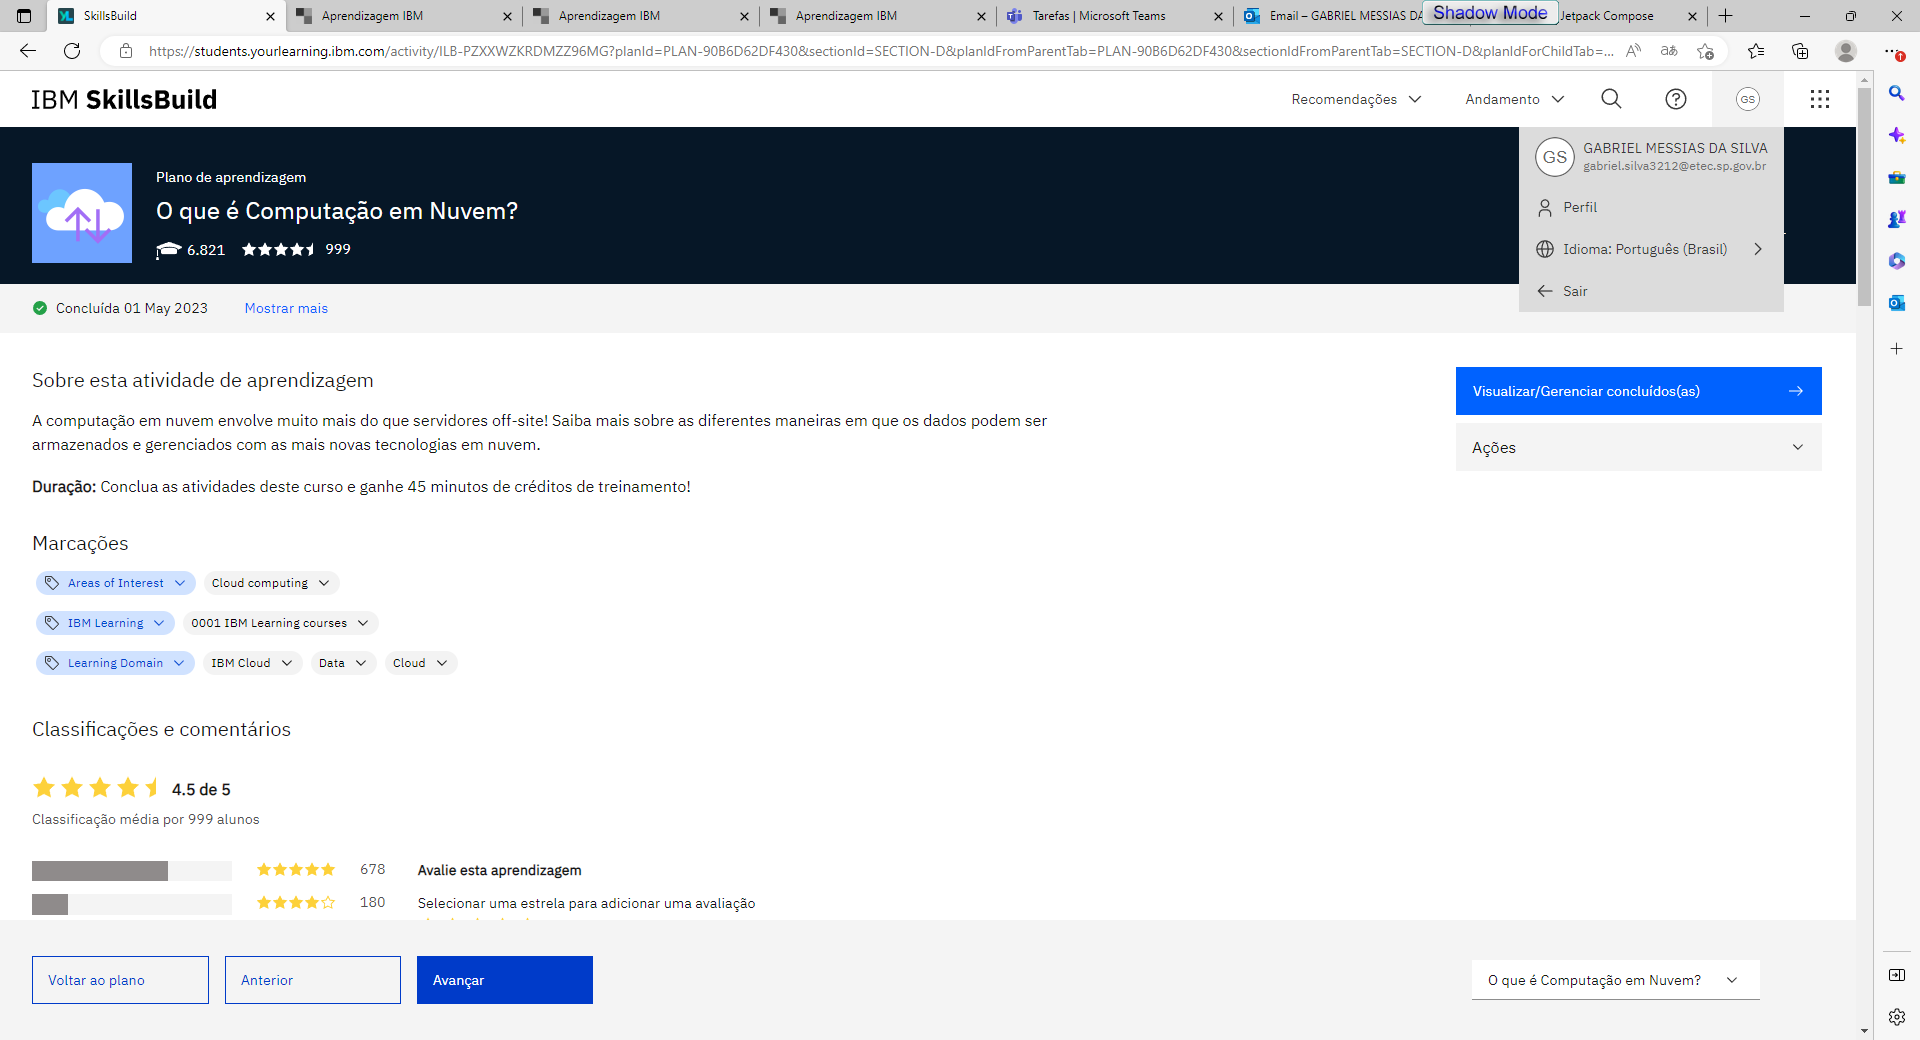 SkillsBuild
Aprendizagem IBM
Aprendizagem IBM
Aprendizagem IBM
Tarefas | Microsoft Teams
Email – GABRIEL MESSIAS DA
Shadow Mode
Jetpack Compose
https://students.yourlearning.ibm.com/activity/ILB-PZXXWZKRDMZZ96MG?planId=PLAN-90B6D62DF430&sectionId=SECTION-D&planIdFromParentTab=PLAN-90B6D62DF430&sectionIdFromParentTab=SECTION-D&planIdForChildTab=...
IBM SkillsBuild
Recomendações
Andamento
GS
GS
GABRIEL MESSIAS DA SILVA
gabriel.silva3212@etec.sp.gov.br
Perfil
Idioma: Português (Brasil)
Sair
Plano de aprendizagem
O que é Computação em Nuvem?
6.821
999
Concluída 01 May 2023
Mostrar mais
Sobre esta atividade de aprendizagem
A computação em nuvem envolve muito mais do que servidores off-site! Saiba mais sobre as diferentes maneiras em que os dados podem ser
armazenados e gerenciados com as mais novas tecnologias em nuvem.
Duração: Conclua as atividades deste curso e ganhe 45 minutos de créditos de treinamento!
Visualizar/Gerenciar concluídos(as)
Ações
Marcações
Areas of Interest
Cloud computing
IBM Learning
0001 IBM Learning courses
Learning Domain
IBM Cloud
Data
Cloud
Classificações e comentários
4.5 de 5
Classificação média por 999 alunos
678
Avalie esta aprendizagem
180
Selecionar uma estrela para adicionar uma avaliação
Voltar ao plano
Anterior
Avançar
O que é Computação em Nuvem?